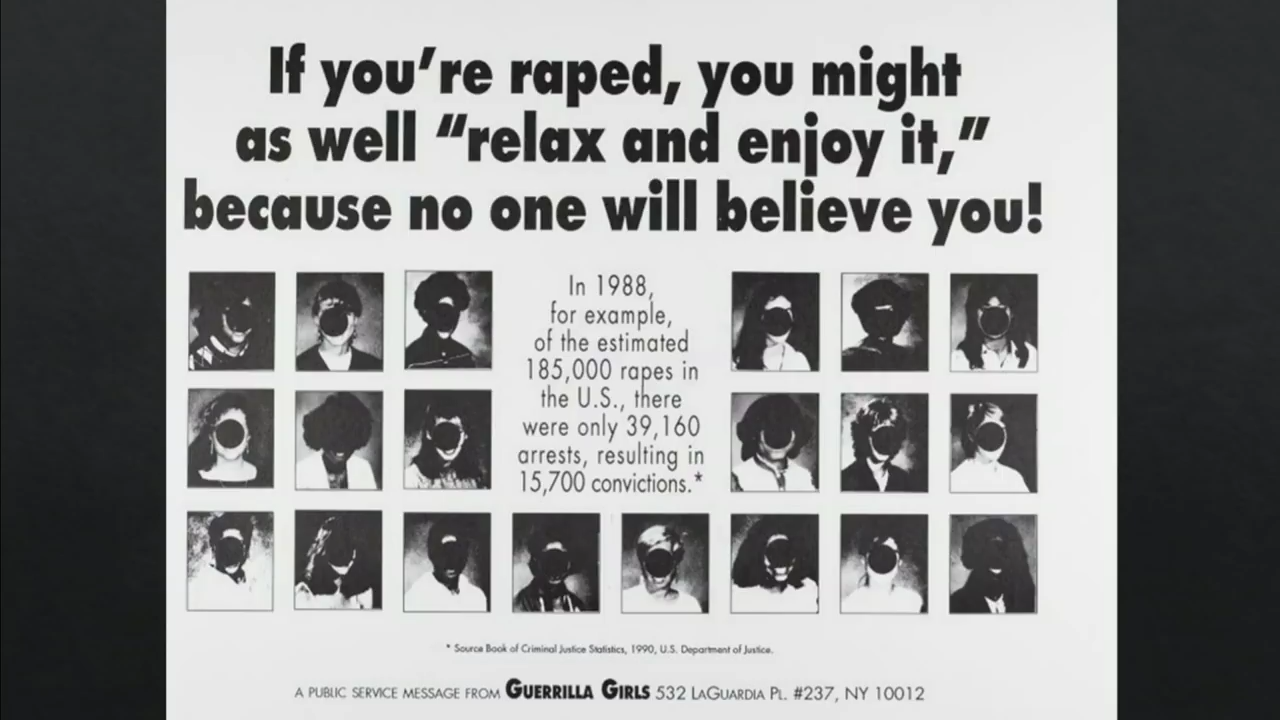 If you're raped, you might
as well "relax and enjoy it,"
because no one will believe you!
In 1988,
for example,
of the estimated
185,000 rapes in
the U.S., there
were only 39,160
arrests, resulting in
15,700 convictions.*
* Source Book of Criminal Justice Statistics, 1990, U.S. Department of Justice.
A PUBLIC SERVICE MESSAGE FROM GUERRILLA GIRLS 532 LAGUARDIA PL. #237, NY 10012